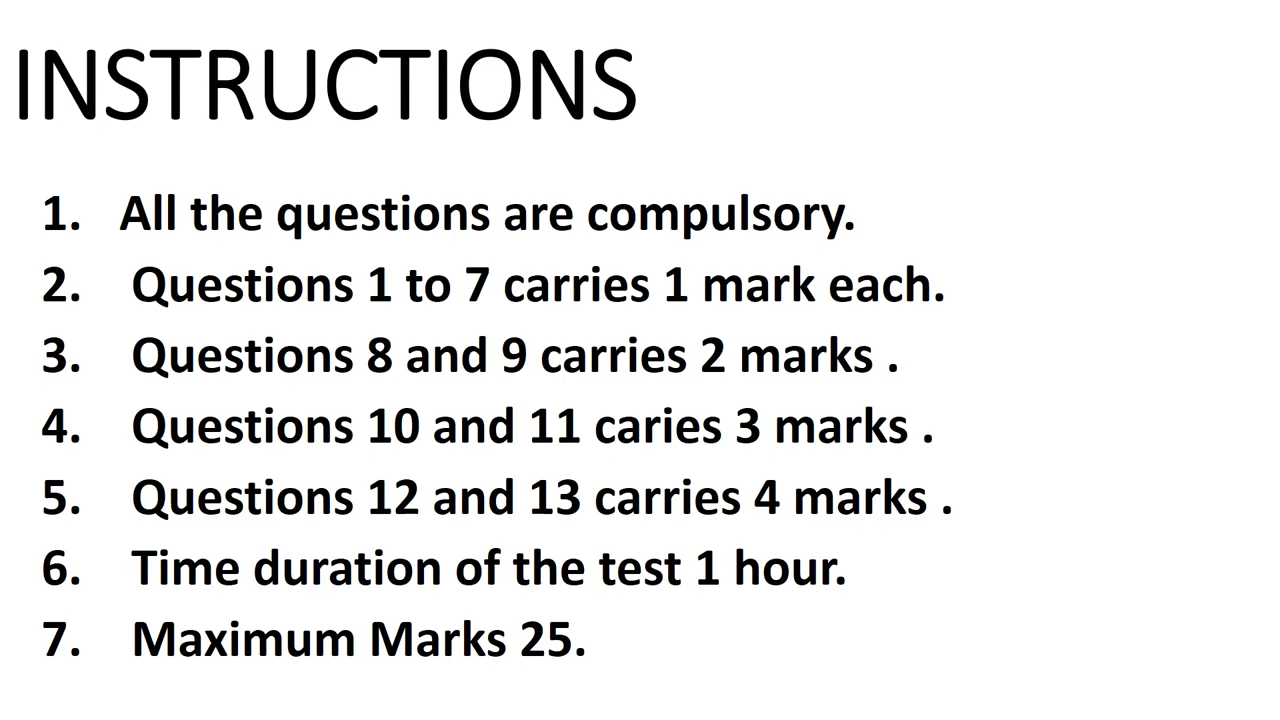 INSTRUCTIONS
1. All the questions are compulsory.
2. Questions 1 to 7 carries 1 mark each.
3. Questions 8 and 9 carries 2 marks .
4. Questions 10 and 11 caries 3 marks .
5. Questions 12 and 13 carries 4 marks .
6. Time duration of the test 1 hour.
7. Maximum Marks 25.